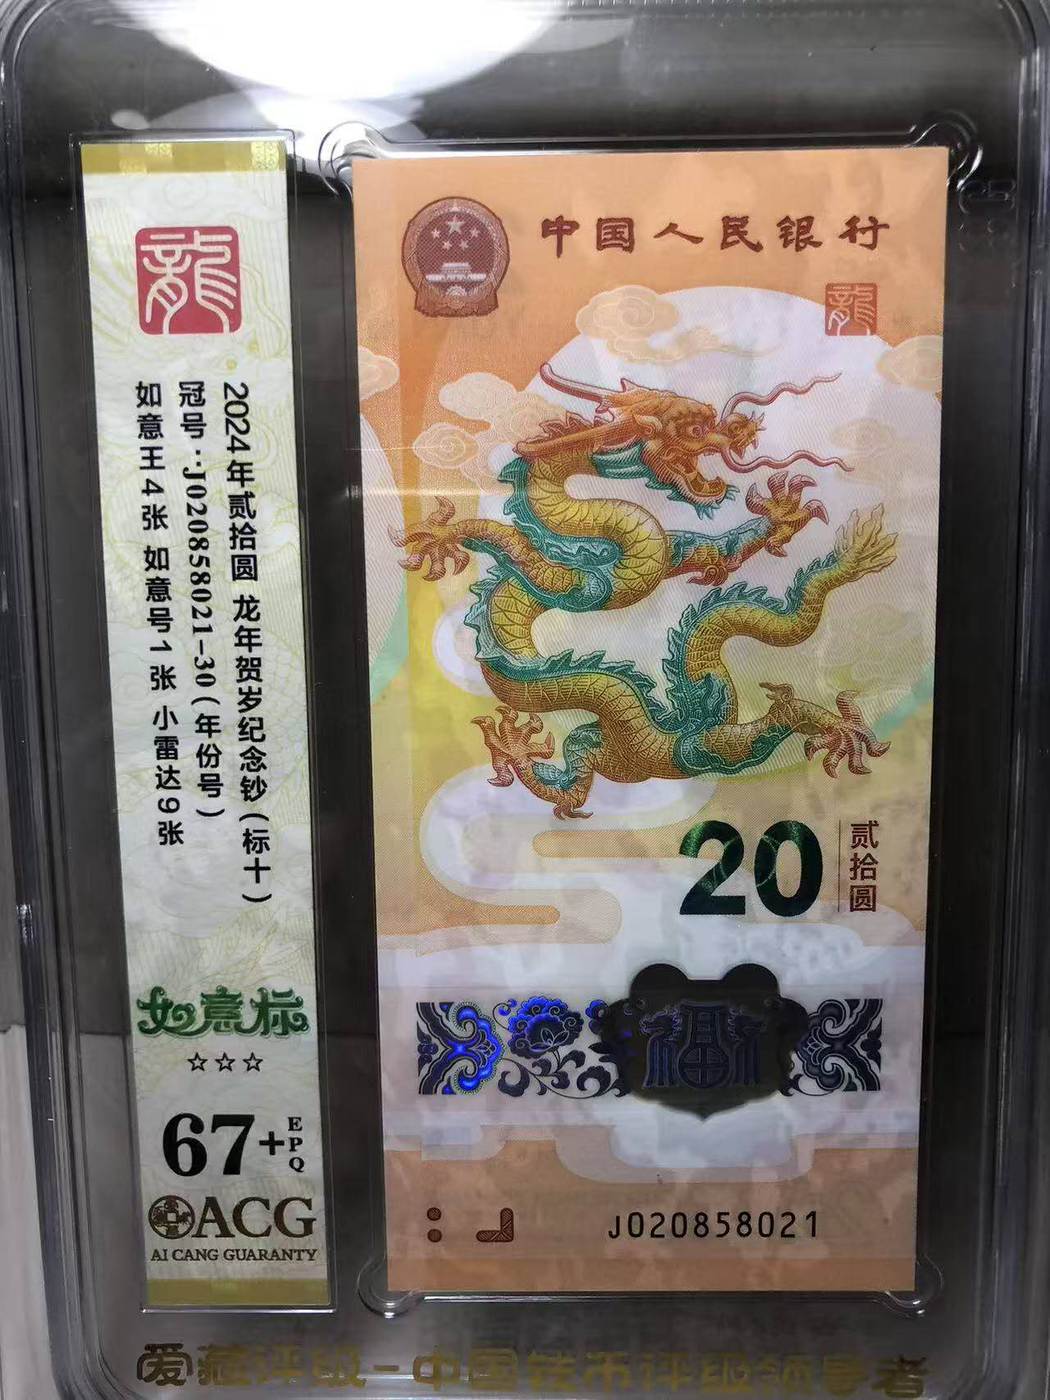 龍
2024年贰拾圆 龙年贺岁纪念钞(标十)
冠号:J020858021-30(年份号)
如意王4张 如意号1张 小雷达9张
如意标
☆☆☆
67+EPQ
ACG
AI CANG GUARANTY
中国人民银行
龍
20
贰拾圆
福
J020858021
爱藏评级-中国钱币评级领导者